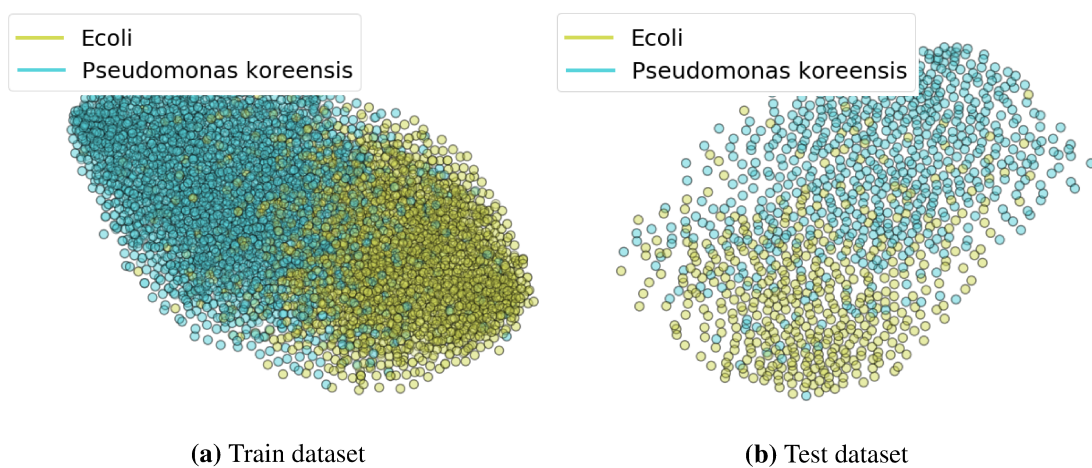 Ecoli
Pseudomonas koreensis
Ecoli
Pseudomonas koreensis
(a) Train dataset
(b) Test dataset